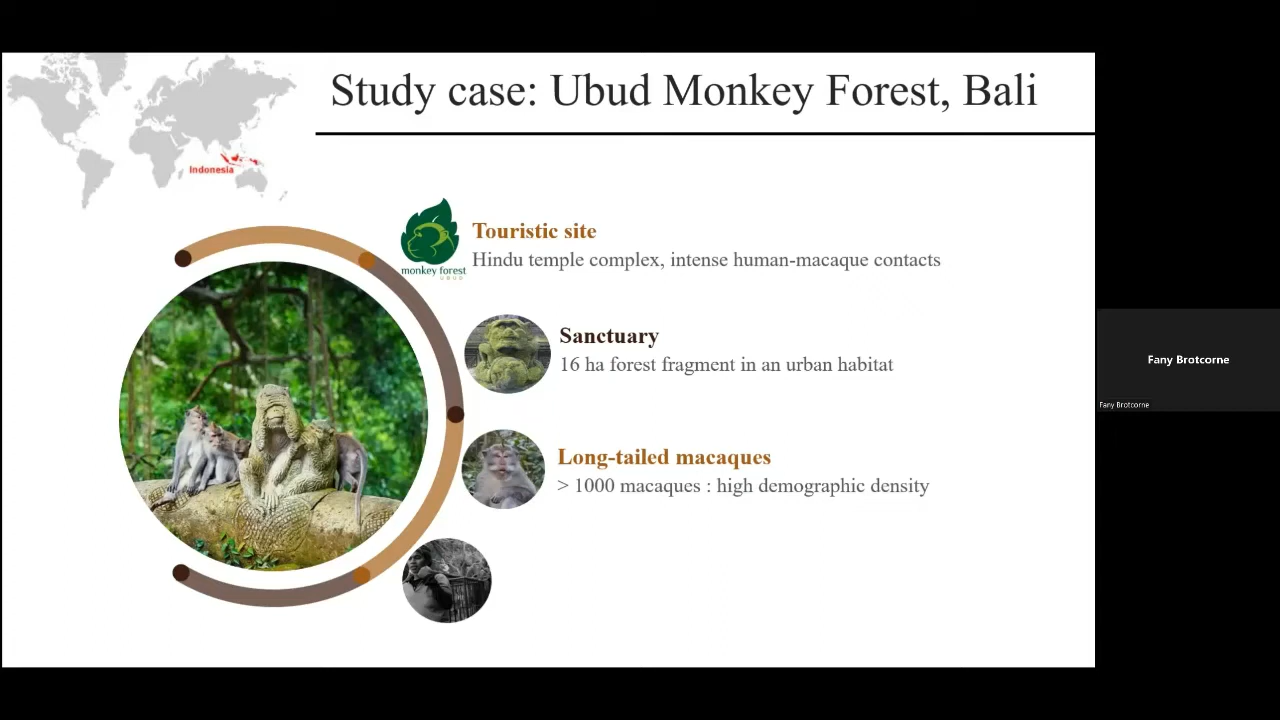 Study case: Ubud Monkey Forest, Bali
Indonesia
monkey forest
UBUD
Touristic site
Hindu temple complex, intense human-macaque contacts
Sanctuary
16 ha forest fragment in an urban habitat
Long-tailed macaques
> 1000 macaques : high demographic density
Fany Brotcorne
Fany Brotcorne